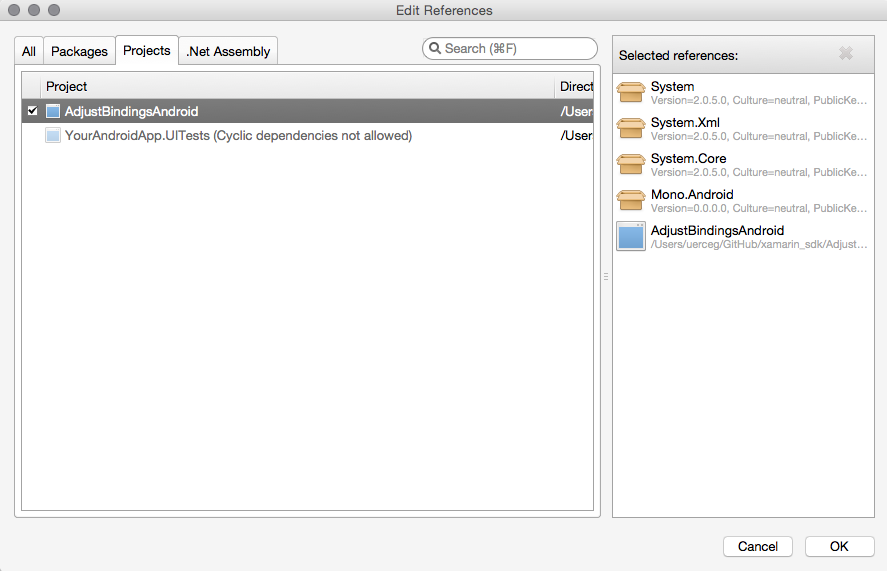 Edit References
All
Packages
Projects
.Net Assembly
Search (⌘F)
Project
Direct
AdjustBindingsAndroid
/User
YourAndroidApp.UITests (Cyclic dependencies not allowed)
/User
Selected references:
System
Version=2.0.5.0, Culture=neutral, PublicKe...
System.Xml
Version=2.0.5.0, Culture=neutral, PublicKe...
System.Core
Version=2.0.5.0, Culture=neutral, PublicKe...
Mono.Android
Version=0.0.0.0, Culture=neutral, PublicKe...
AdjustBindingsAndroid
/Users/uerceg/GitHub/xamarin_sdk/Adjust...
Cancel
OK